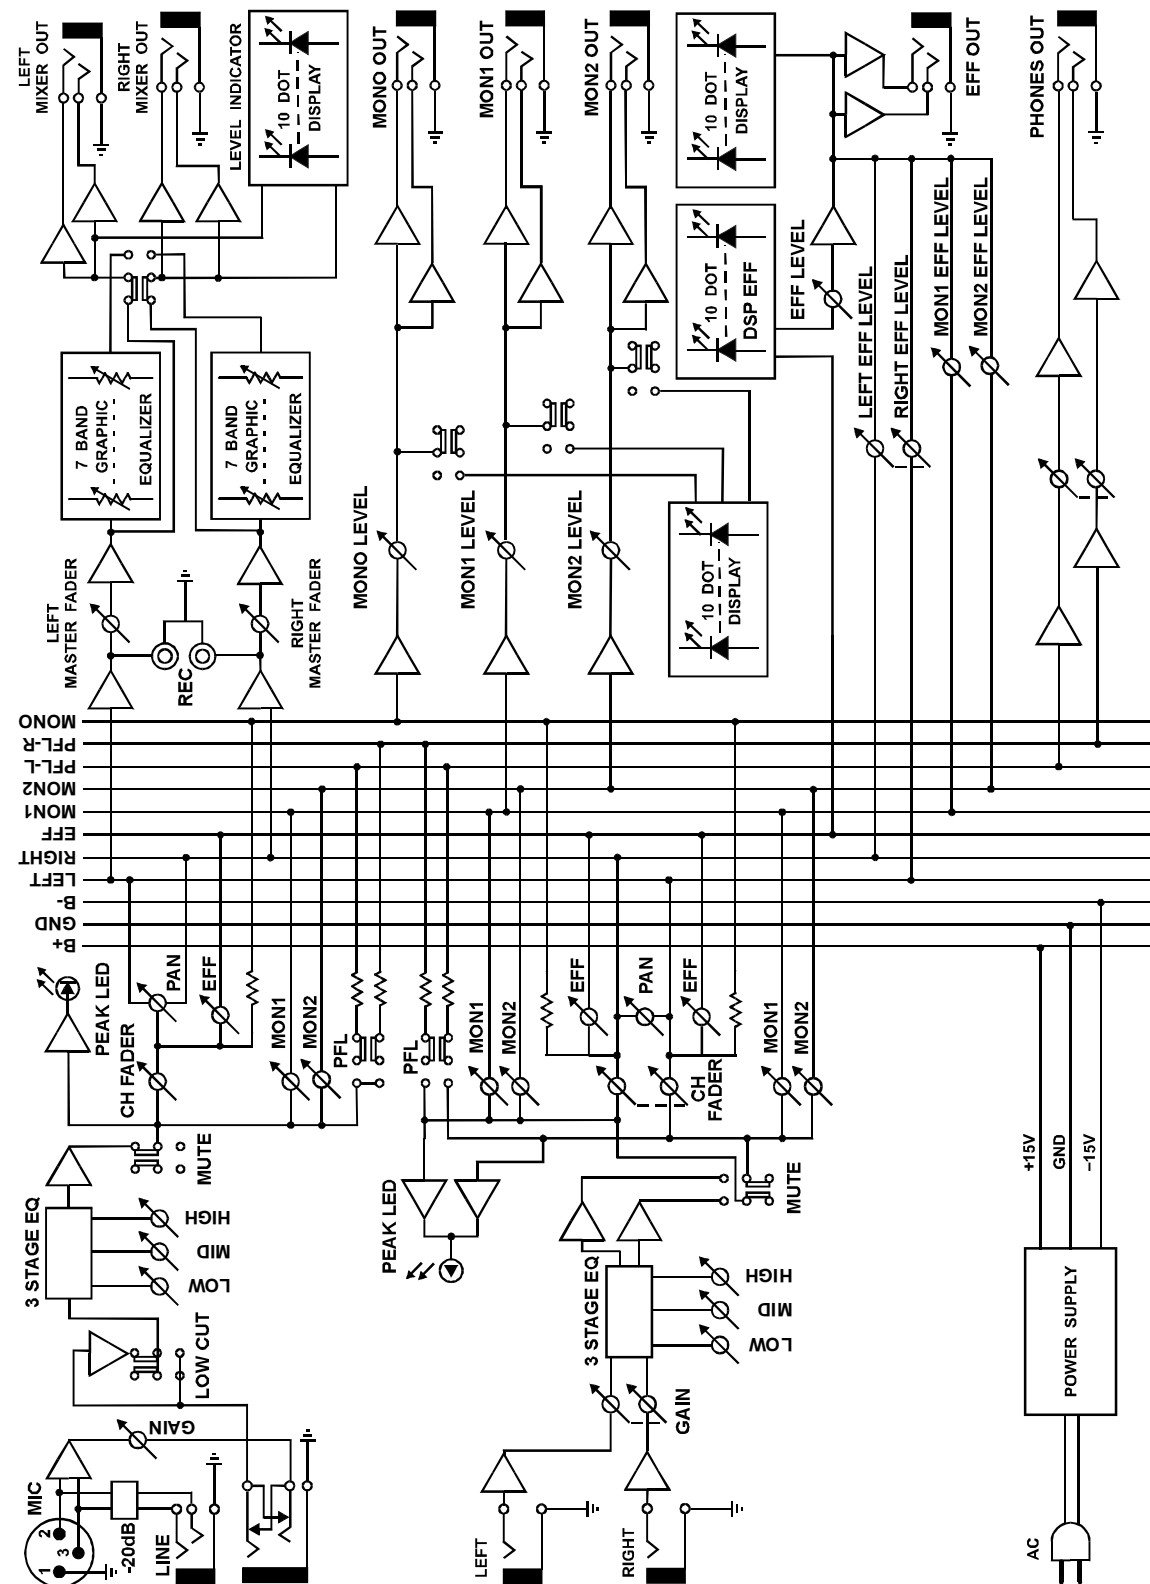 LEFT
MIXER OUT
RIGHT
MIXER OUT
LEVEL INDICATOR
10 DOT
DISPLAY
MONO OUT
MON1 OUT
MON2 OUT
10 DOT
DISPLAY
EFF OUT
PHONES OUT
10 DOT
DSP EFF
EFF LEVEL
LEFT EFF LEVEL
RIGHT EFF LEVEL
MON1 EFF LEVEL
MON2 EFF LEVEL
7 BAND
GRAPHIC
EQUALIZER
7 BAND
GRAPHIC
EQUALIZER
MONO LEVEL
MON1 LEVEL
MON2 LEVEL
10 DOT
DISPLAY
LEFT
MASTER FADER
REC
RIGHT
MASTER FADER
MONO
PFL-R
PFL-L
MON2
MON1
EFF
RIGHT
LEFT
B-
GND
B+
PEAK LED
PAN
EFF
CH FADER
MON1
MON2
PFL
PFL
MON1
MON2
EFF
PAN
EFF
CH
FADER
MON1
MON2
MUTE
3 STAGE EQ
HIGH
MID
LOW
LOW CUT
PEAK LED
MUTE
3 STAGE EQ
HIGH
MID
LOW
GAIN
+15V
GND
–15V
POWER SUPPLY
AC
GAIN
MIC
1
2
3
-20dB
LINE
LEFT
RIGHT